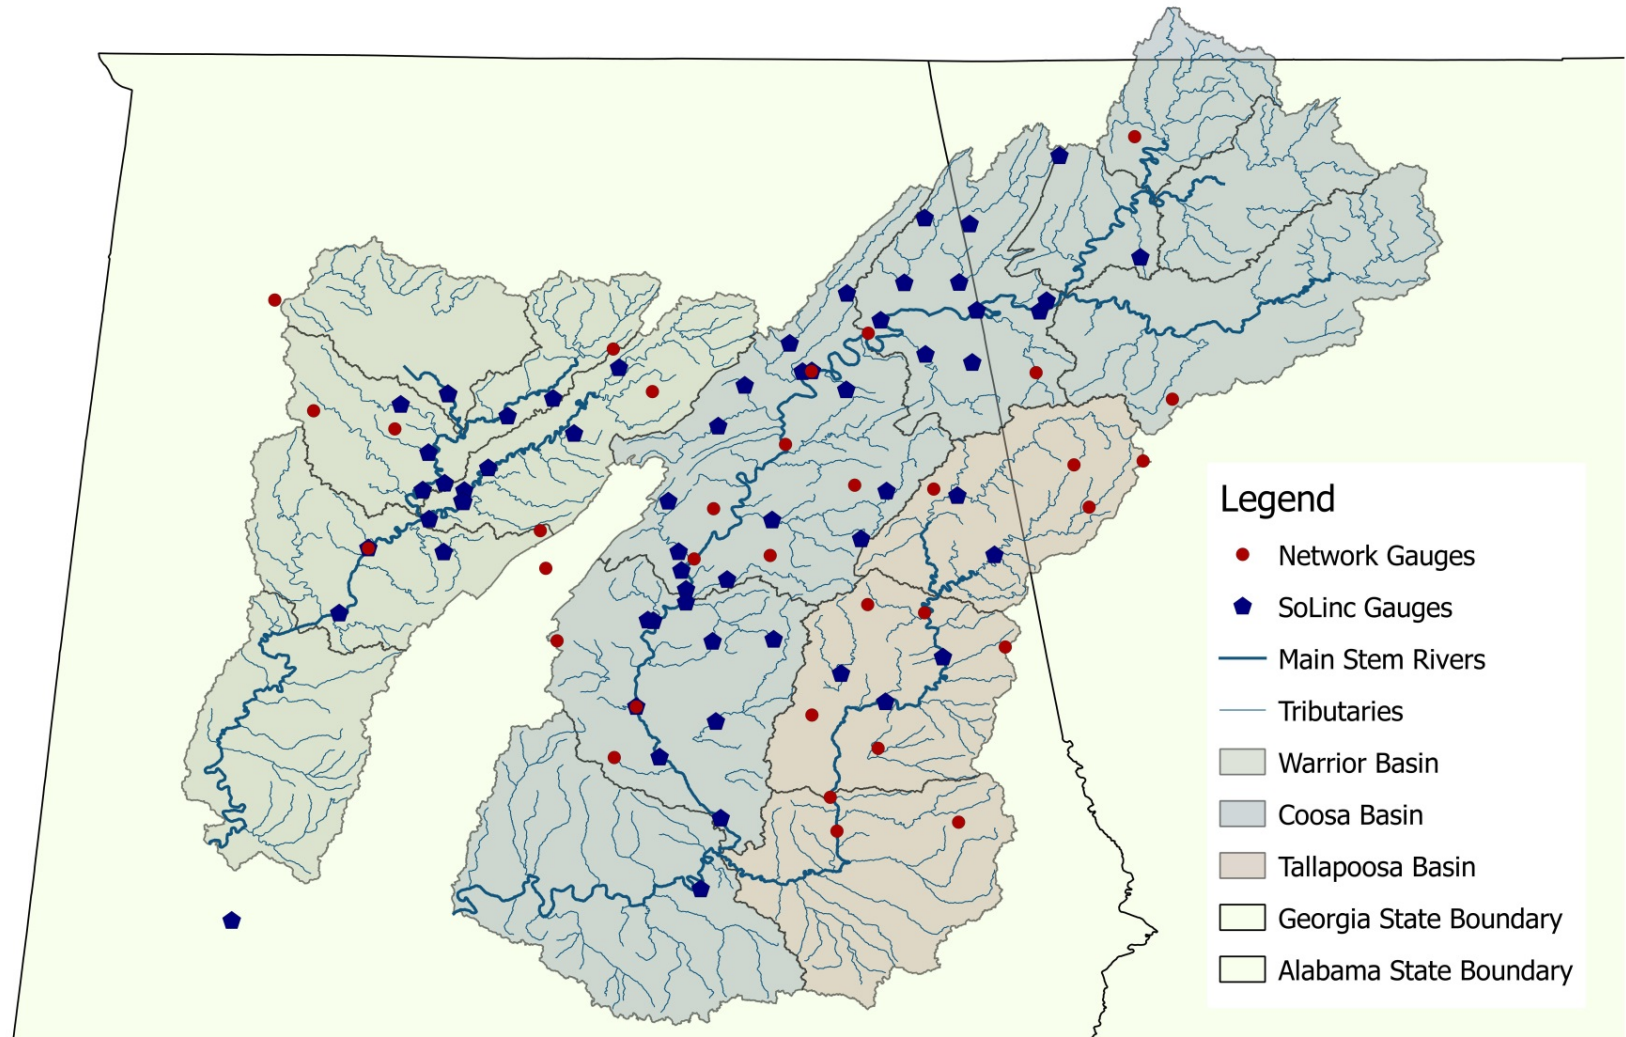 Legend
Network Gauges
SoLinc Gauges
Main Stem Rivers
Tributaries
Warrior Basin
Coosa Basin
Tallapoosa Basin
Georgia State Boundary
Alabama State Boundary